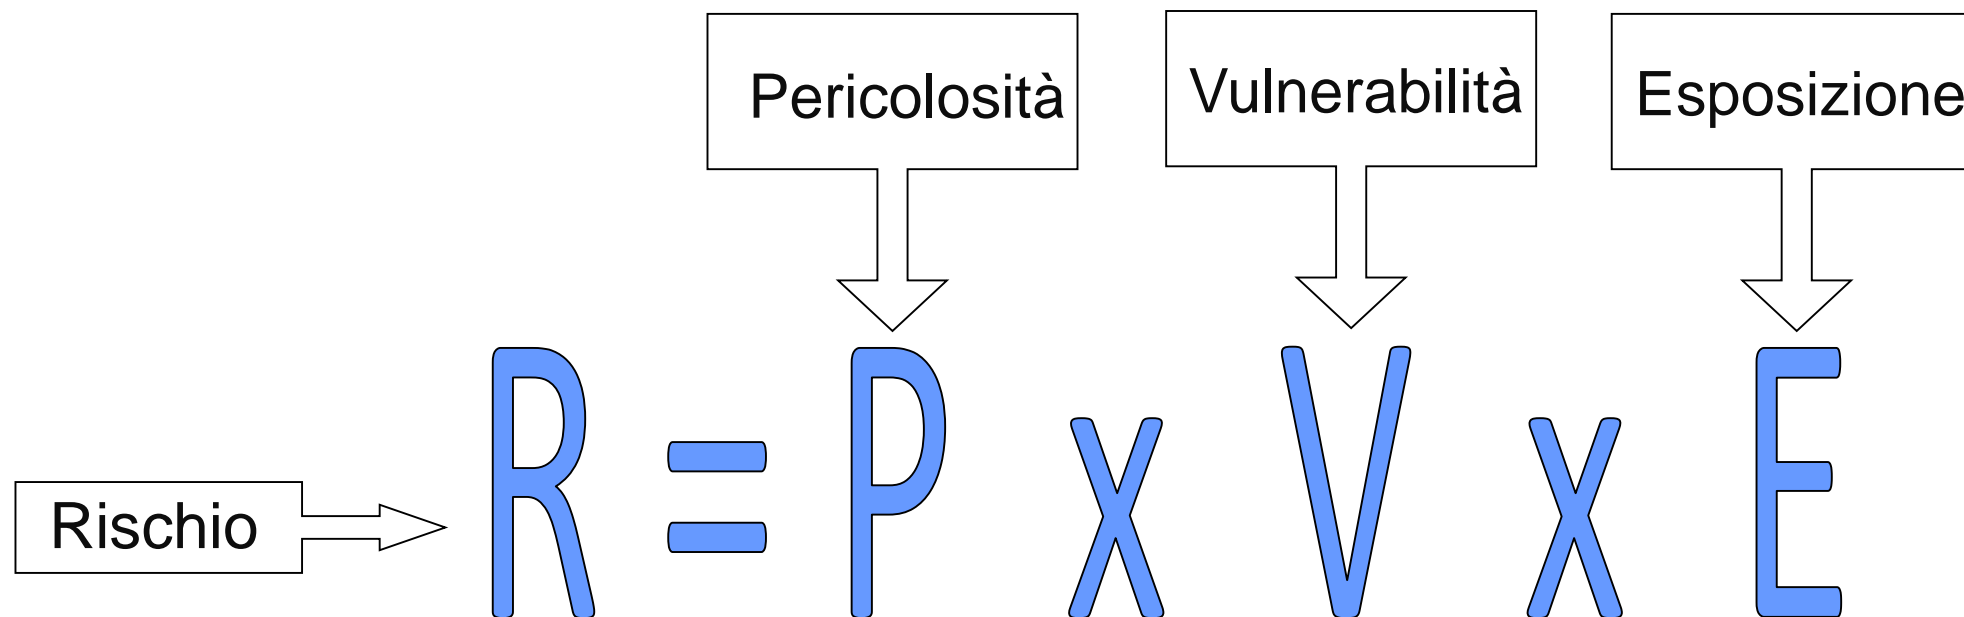 Pericolosità
Vulnerabilità
Esposizione
Rischio
R = P x V x E